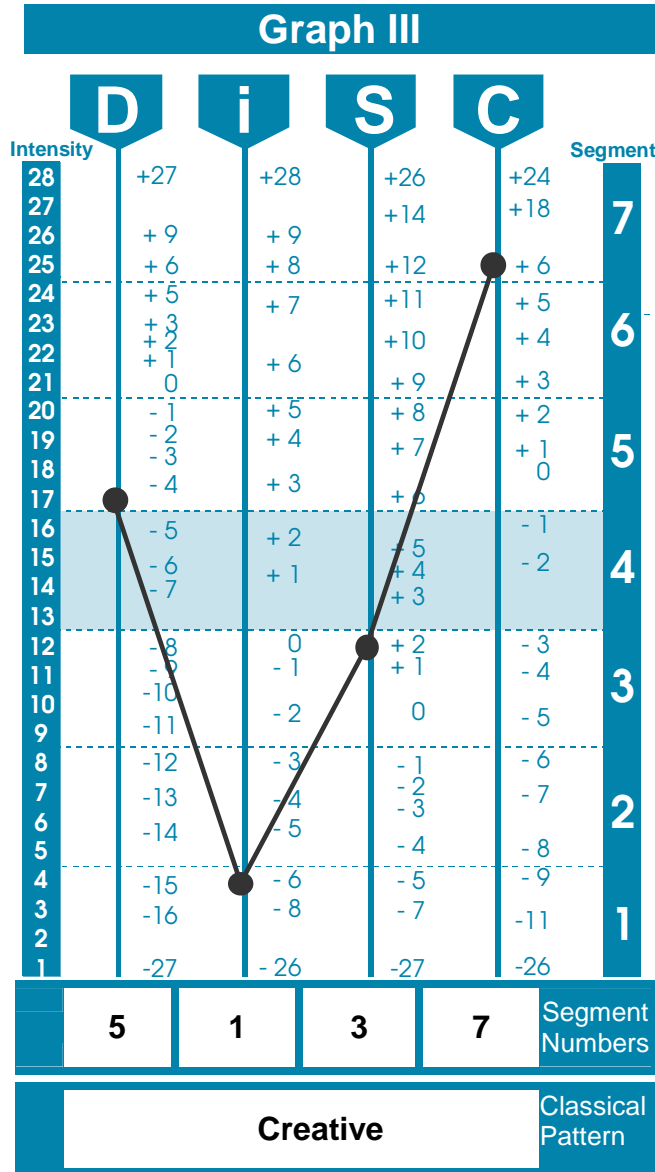 Graph III
D i S C
Intensity Segment
28 +27 +28 +26 +24
27 +14 +18 7
26 + 9 + 9
25 + 6 + 8 +12 + 6
24 + 5 + 7 +11 + 5
23 + 3 6
+ 2 +10 + 4
22 + 1 + 6
21 0 + 9 + 3
20 - 1 + 5 + 8 + 2
19 - 2 + 4 + 7 + 1 5
18 - 3 0
17 - 4 + 3 + 6
16 - 5 + 2 - 1
15 - 6 + 5 - 2 4
14 - 7 + 1 + 4
13 + 3
12 - 8 0 + 2 - 3
11 - 9 - 1 + 1 - 4 3
10 -10 - 2 0 - 5
9 -11
8 -12 - 3 - 1 - 6
7 -13 - 4 - 2 - 7 2
- 3
6 -14 - 5
5 - 4 - 8
4 -15 - 6 - 5 - 9
3 -16 - 8 - 7 -11 1
2
1 -27 - 26 -27 -26
5 1 3 7 Segment
Numbers
Creative Classical
Pattern